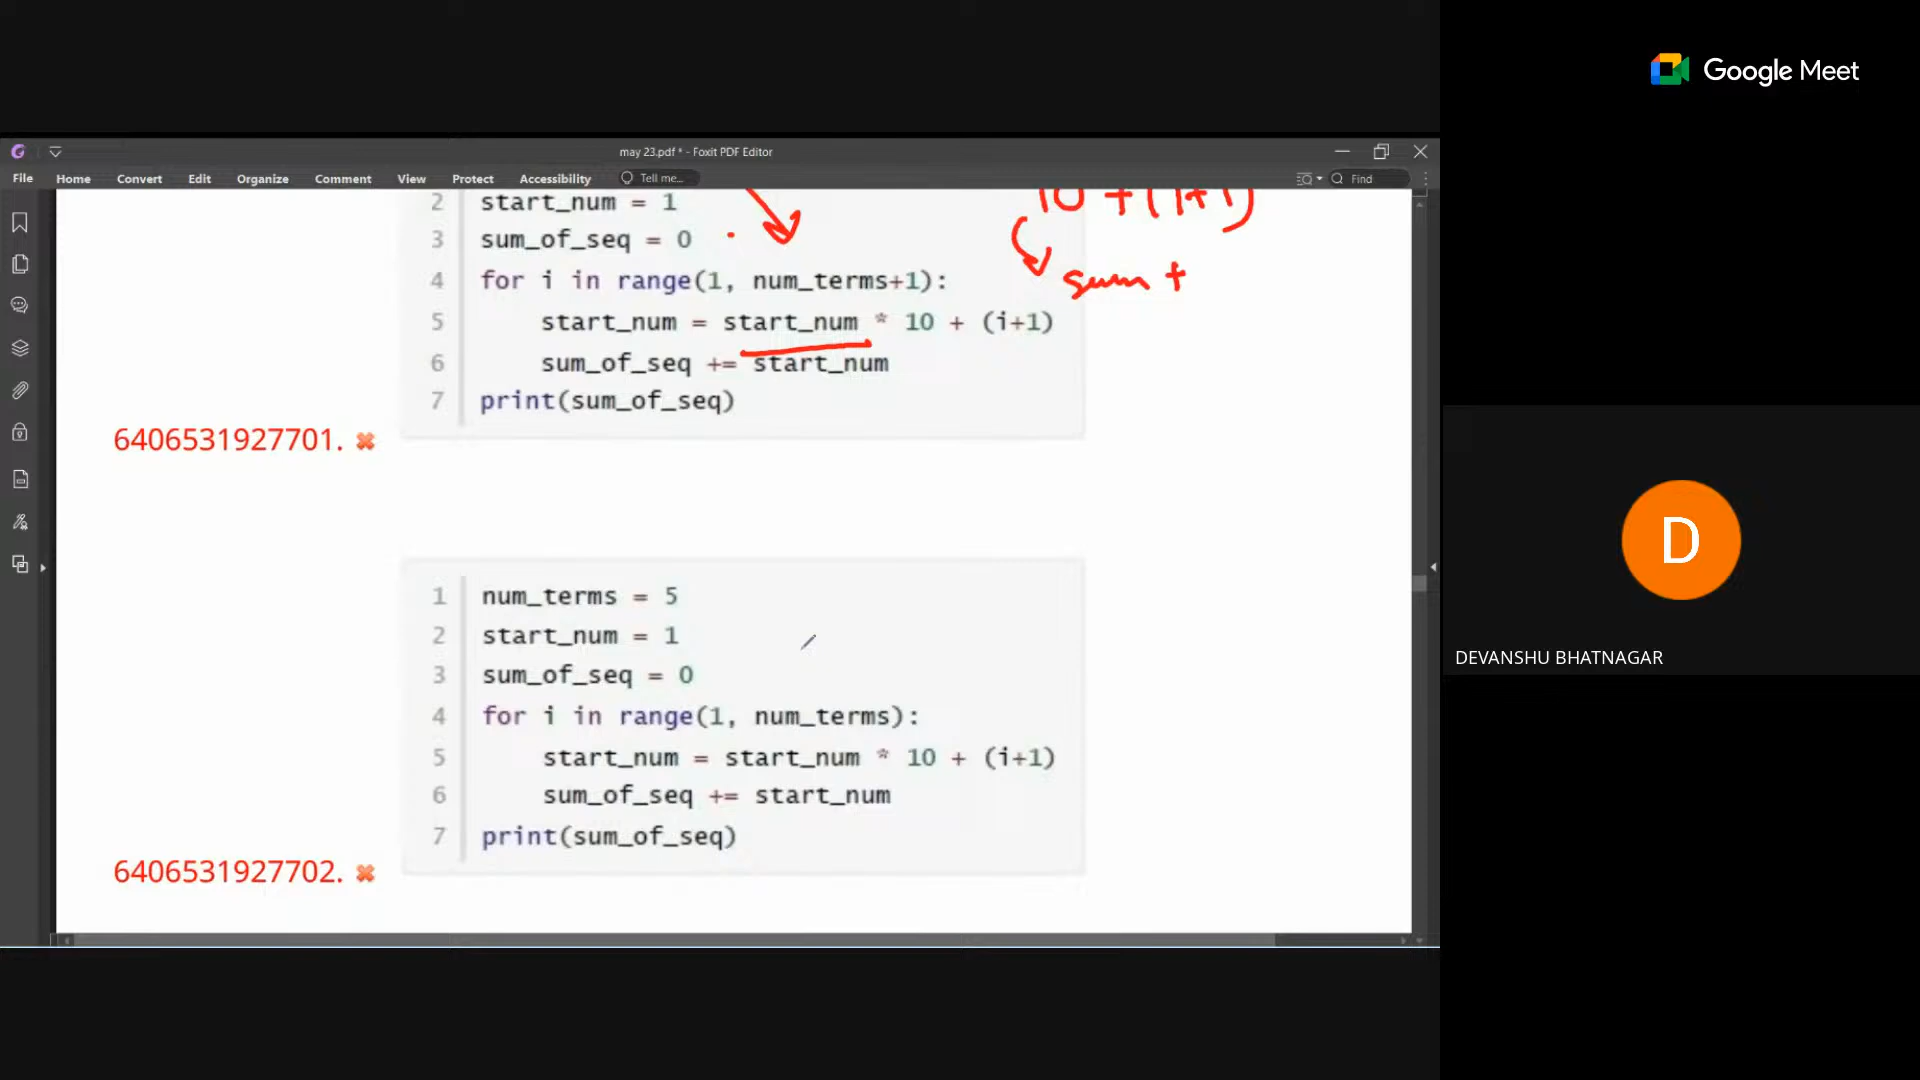 Google Meet
may 23.pdf * - Foxit PDF Editor
File Home Convert Edit Organize Comment View Protect Accessibility Tell me... Find
10 + (1+1)
2 start_num = 1
3 sum_of_seq = 0
sum +
4 for i in range(1, num_terms+1):
5 start_num = start_num * 10 + (i+1)
6 sum_of_seq += start_num
7 print(sum_of_seq)
6406531927701. ✖
1 num_terms = 5
2 start_num = 1
3 sum_of_seq = 0
4 for i in range(1, num_terms):
5 start_num = start_num * 10 + (i+1)
6 sum_of_seq += start_num
7 print(sum_of_seq)
6406531927702. ✖
D
DEVANSHU BHATNAGAR